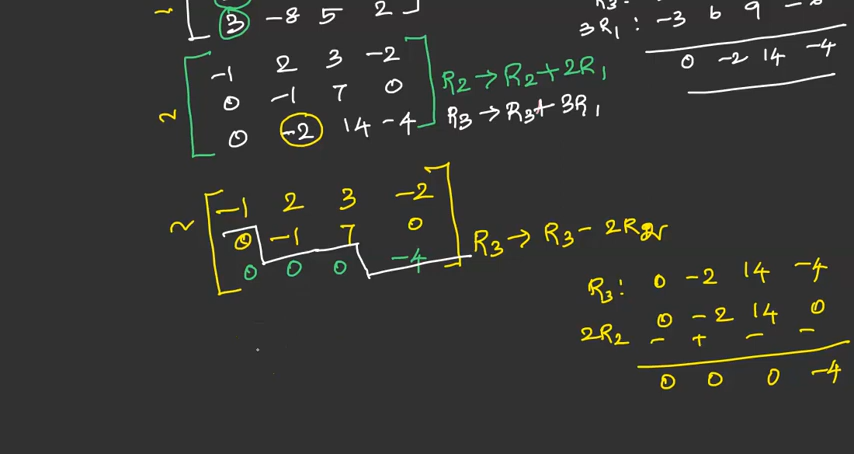 3 -8 5 2
3R₁ : -3 6 9
0 -2 14 -4
-1 2 3 -2
0 -1 7 0 R₂ → R₂ + 2R₁
~ 0 -2 14 -4 R₃ → R₃ + 3R₁
-1 2 3 -2
~ 0 -1 7 0 R₃ → R₃ - 2R₂
0 0 0 -4
R₃ : 0 -2 14 -4
2R₂ 0 -2 14 0
- + - -
0 0 0 -4